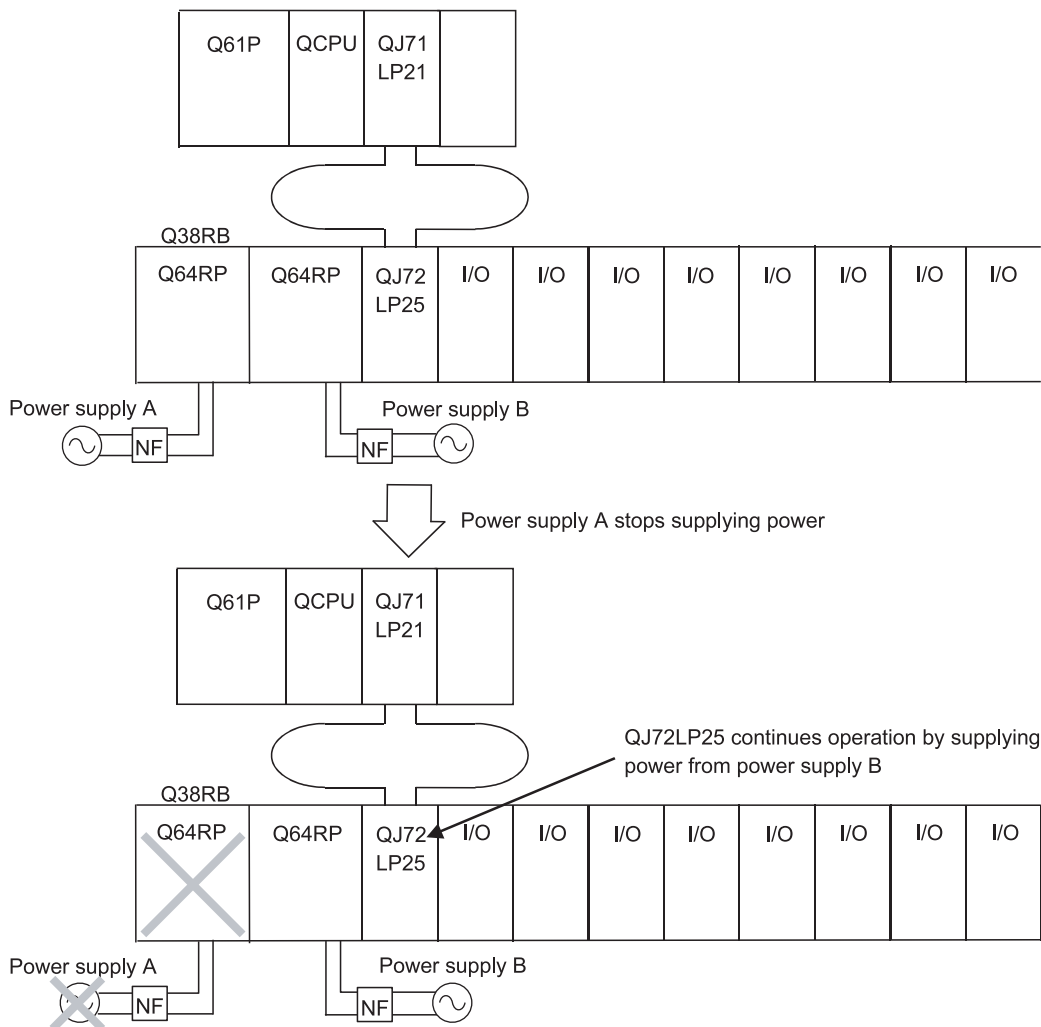 Q61P QCPU QJ71
LP21
Q38RB
Q64RP Q64RP QJ72 I/O I/O I/O I/O I/O I/O I/O I/O
LP25
Power supply A Power supply B
NF NF
Power supply A stops supplying power
Q61P QCPU QJ71
LP21
QJ72LP25 continues operation by supplying
power from power supply B
Q38RB
Q64RP Q64RP QJ72 I/O I/O I/O I/O I/O I/O I/O I/O
LP25
Power supply A Power supply B
NF NF